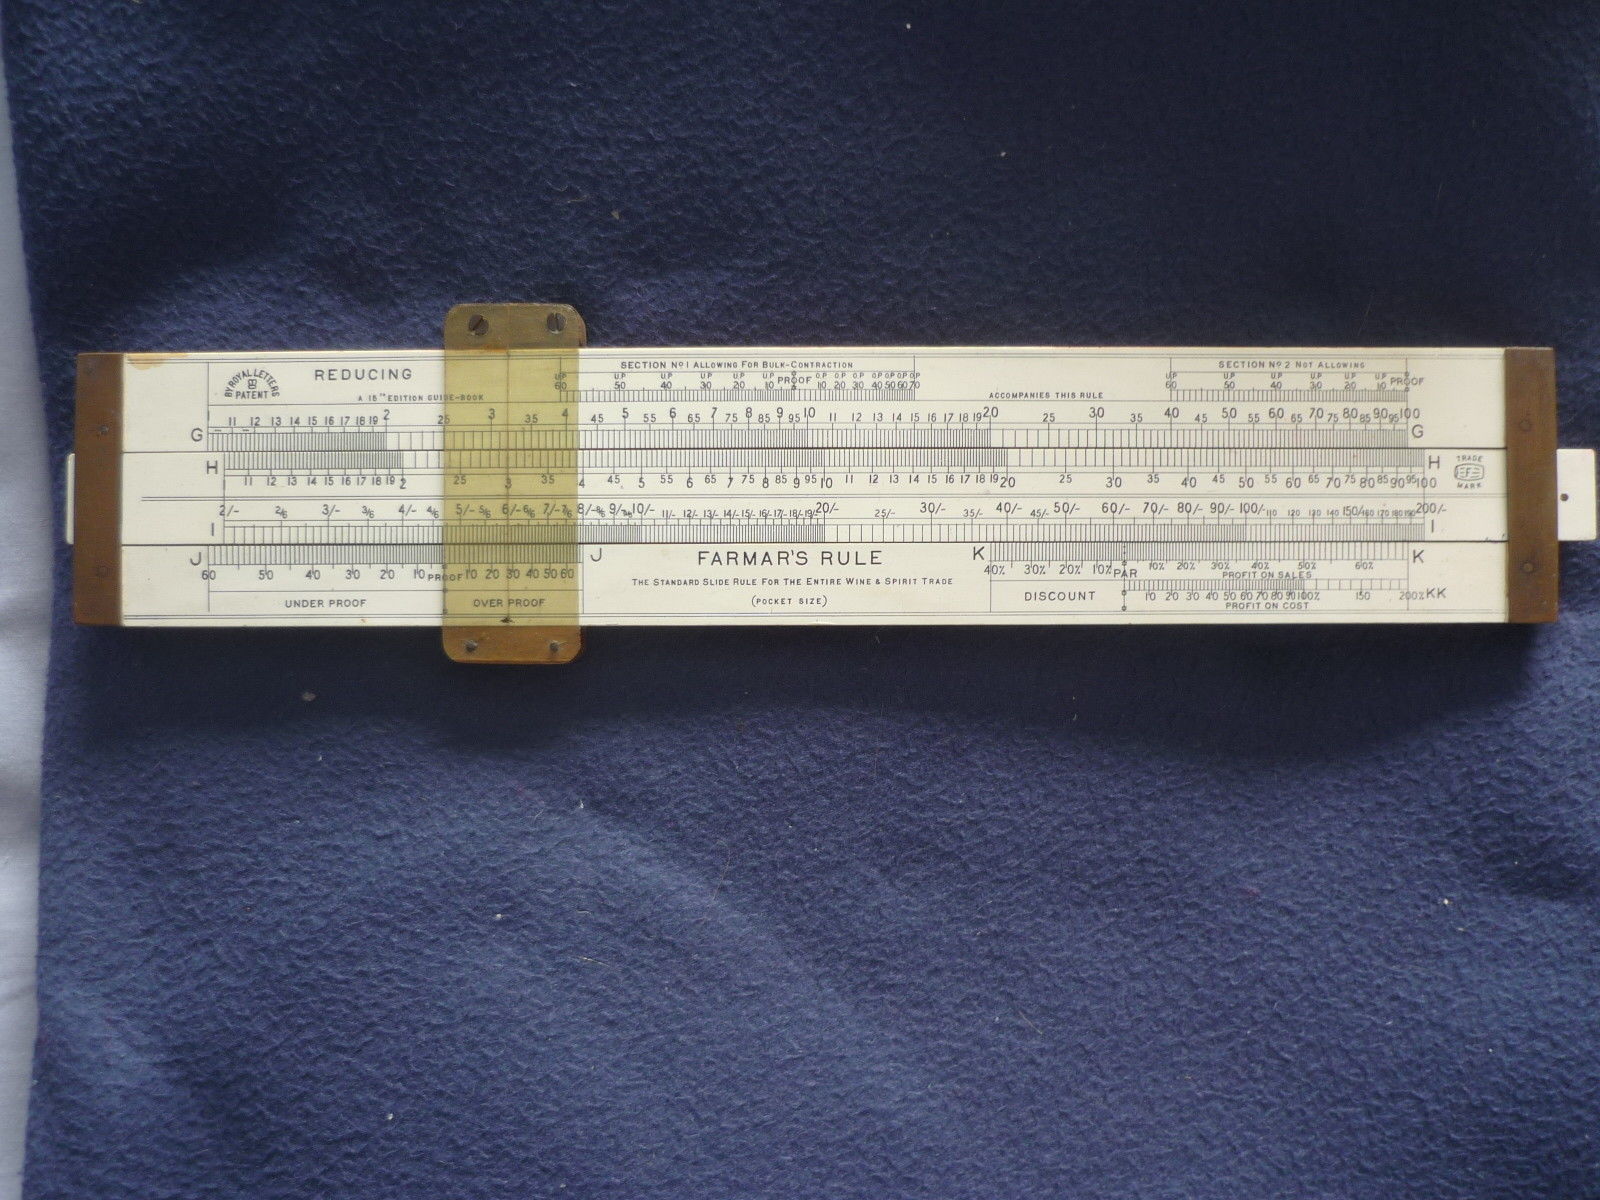 BY ROYAL LETTERS PATENT
REDUCING
A 15TH EDITION GUIDE-BOOK ACCOMPANIES THIS RULE
SECTION No 1 ALLOWING FOR BULK-CONTRACTION
SECTION No 2 NOT ALLOWING
U.P U.P U.P U.P U.P U.P O.P O.P O.P O.P O.P O.P O.P
60 50 40 30 20 10 PROOF 10 20 30 40 50 60 70
U.P U.P U.P U.P U.P U.P
60 50 40 30 20 10 PROOF
G 1 11 12 13 14 15 16 17 18 19 2 25 3 35 4 45 5 55 6 65 7 75 8 85 9 95 10 11 12 13 14 15 16 17 18 19 20 25 30 35 40 45 50 55 60 65 70 75 80 85 90 95 100 G
H 1 11 12 13 14 15 16 17 18 19 2 25 3 35 4 45 5 55 6 65 7 75 8 85 9 95 10 11 12 13 14 15 16 17 18 19 20 25 30 35 40 45 50 55 60 65 70 75 80 85 90 95 100 H
TRADE
MARK
I 2/- 2/6 3/- 3/6 4/- 4/6 5/- 5/6 6/- 6/6 7/- 7/6 8/- 8/6 9/- 10/- 11/- 12/- 13/- 14/- 15/- 16/- 17/- 18/- 19/- 20/- 25/- 30/- 35/- 40/- 45/- 50/- 60/- 70/- 80/- 90/- 100/- 110 120 130 140 150/- 160 170 180 190 200/- I
J 60 50 40 30 20 10 PROOF 10 20 30 40 50 60 J
UNDER PROOF OVER PROOF
FARMAR'S RULE
THE STANDARD SLIDE RULE FOR THE ENTIRE WINE & SPIRIT TRADE
(POCKET SIZE)
K 40% 30% 20% 10% PAR 10% 20% 30% 40% 50% 60% K
PROFIT ON SALES
DISCOUNT 10 20 30 40 50 60 70 80 90 100% 150 200% KK
PROFIT ON COST